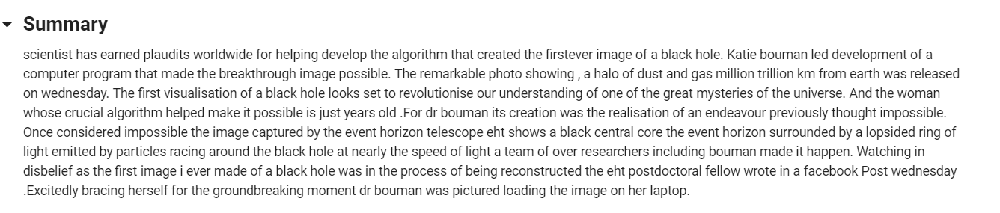 Summary
scientist has earned plaudits worldwide for helping develop the algorithm that created the firstever image of a black hole. Katie bouman led development of a
computer program that made the breakthrough image possible. The remarkable photo showing , a halo of dust and gas million trillion km from earth was released
on wednesday. The first visualisation of a black hole looks set to revolutionise our understanding of one of the great mysteries of the universe. And the woman
whose crucial algorithm helped make it possible is just years old .For dr bouman its creation was the realisation of an endeavour previously thought impossible.
Once considered impossible the image captured by the event horizon telescope eht shows a black central core the event horizon surrounded by a lopsided ring of
light emitted by particles racing around the black hole at nearly the speed of light a team of over researchers including bouman made it happen. Watching in
disbelief as the first image i ever made of a black hole was in the process of being reconstructed the eht postdoctoral fellow wrote in a facebook Post wednesday
.Excitedly bracing herself for the groundbreaking moment dr bouman was pictured loading the image on her laptop.